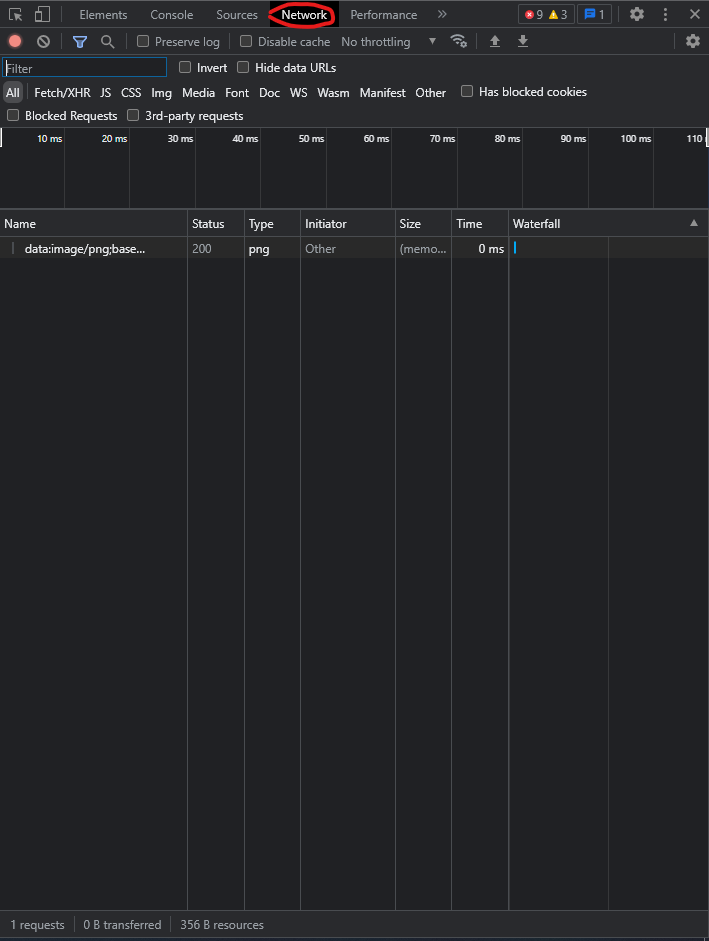 Elements Console Sources Network Performance » 9 3 1
Preserve log Disable cache No throttling
Filter Invert Hide data URLs
All Fetch/XHR JS CSS Img Media Font Doc WS Wasm Manifest Other Has blocked cookies
Blocked Requests 3rd-party requests
10 ms 20 ms 30 ms 40 ms 50 ms 60 ms 70 ms 80 ms 90 ms 100 ms 110
Name Status Type Initiator Size Time Waterfall
data:image/png;base... 200 png Other (memo... 0 ms
1 requests 0 B transferred 356 B resources